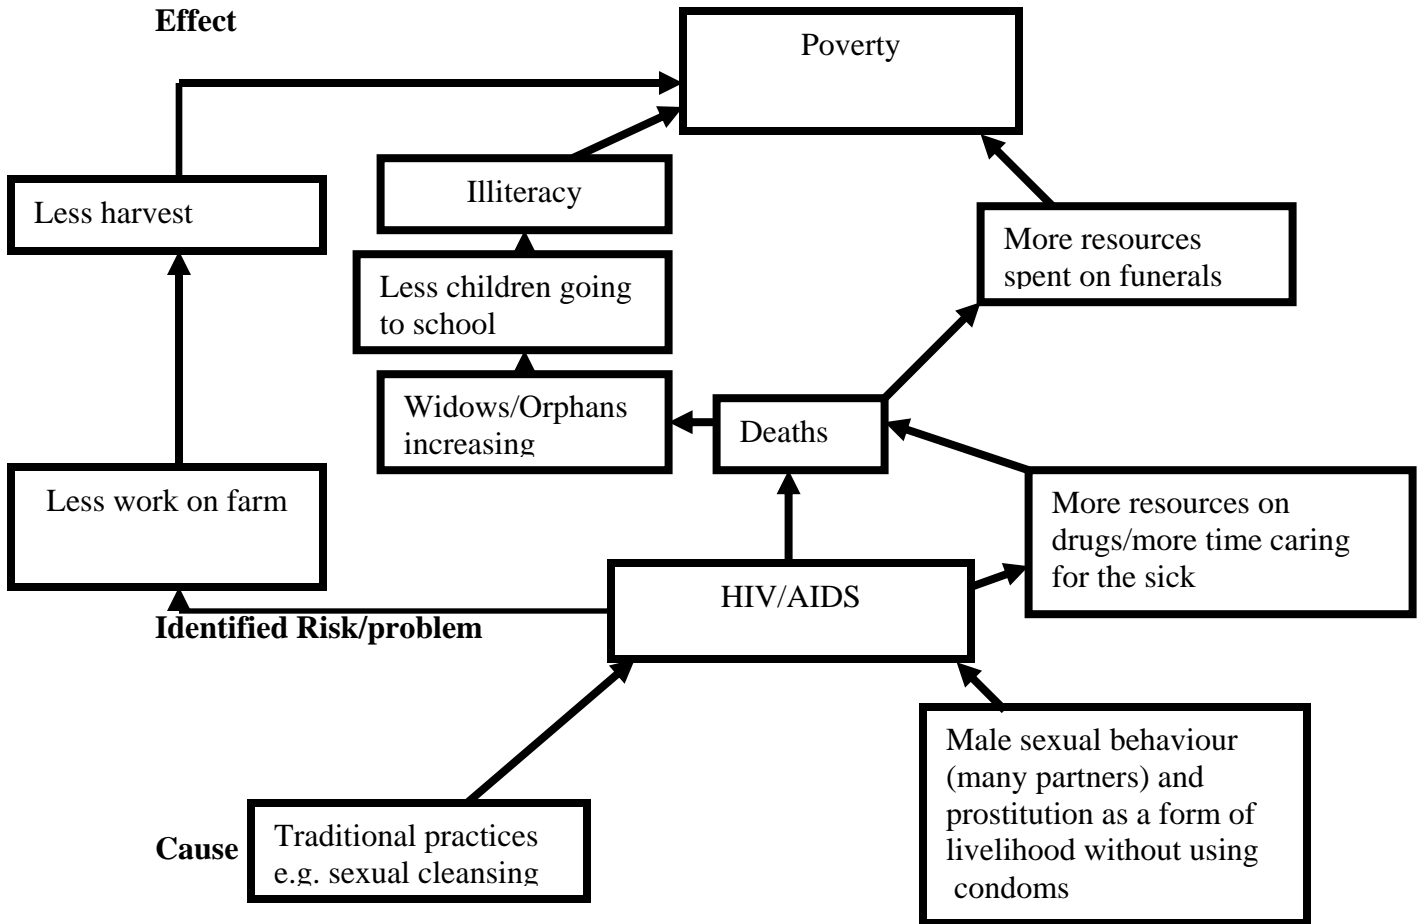 Effect
Poverty
Illiteracy
Less harvest
More resources
spent on funerals
Less children going
to school
Widows/Orphans
increasing
Deaths
Less work on farm
More resources on
drugs/more time caring
for the sick
HIV/AIDS
Identified Risk/problem
Male sexual behaviour
(many partners) and
prostitution as a form of
livelihood without using
condoms
Cause
Traditional practices
e.g. sexual cleansing